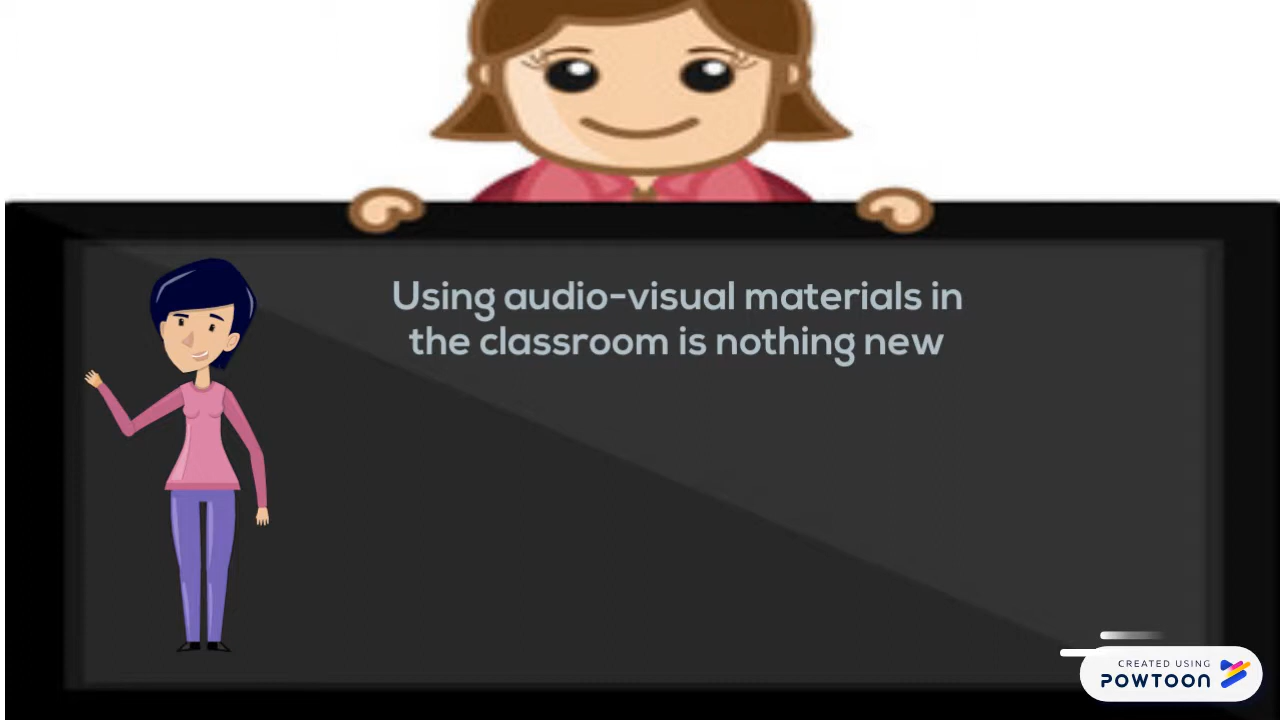 Using audio-visual materials in
the classroom is nothing new
CREATED USING
POWTOON